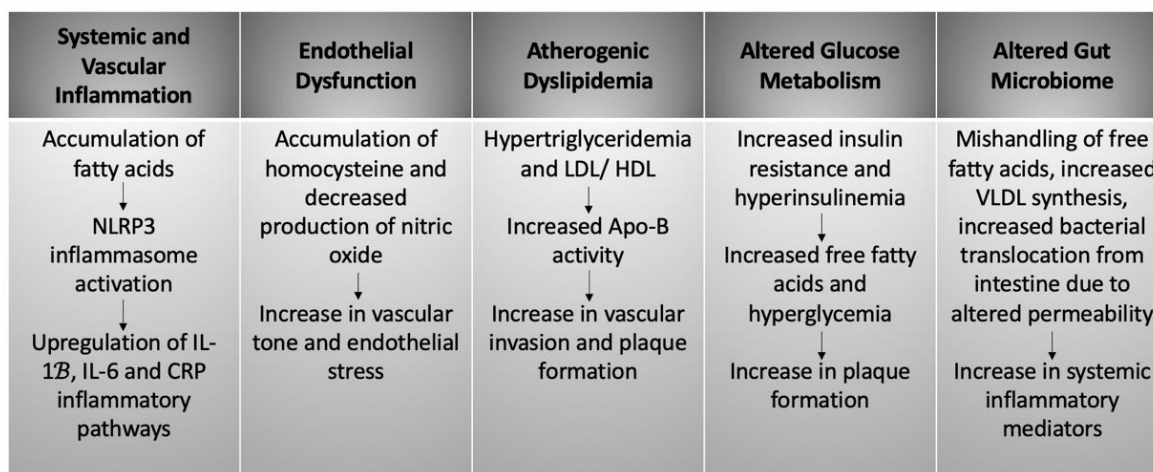 Systemic and
Vascular
Inflammation
Endothelial
Dysfunction
Atherogenic
Dyslipidemia
Altered Glucose
Metabolism
Altered Gut
Microbiome
Accumulation of
fatty acids
NLRP3
inflammasome
activation
Upregulation of IL-
1ℬ, IL-6 and CRP
inflammatory
pathways
Accumulation of
homocysteine and
decreased
production of nitric
oxide
Increase in vascular
tone and endothelial
stress
Hypertriglyceridemia
and LDL/ HDL
Increased Apo-B
activity
Increase in vascular
invasion and plaque
formation
Increased insulin
resistance and
hyperinsulinemia
Increased free fatty
acids and
hyperglycemia
Increase in plaque
formation
Mishandling of free
fatty acids, increased
VLDL synthesis,
increased bacterial
translocation from
intestine due to
altered permeability
Increase in systemic
inflammatory
mediators